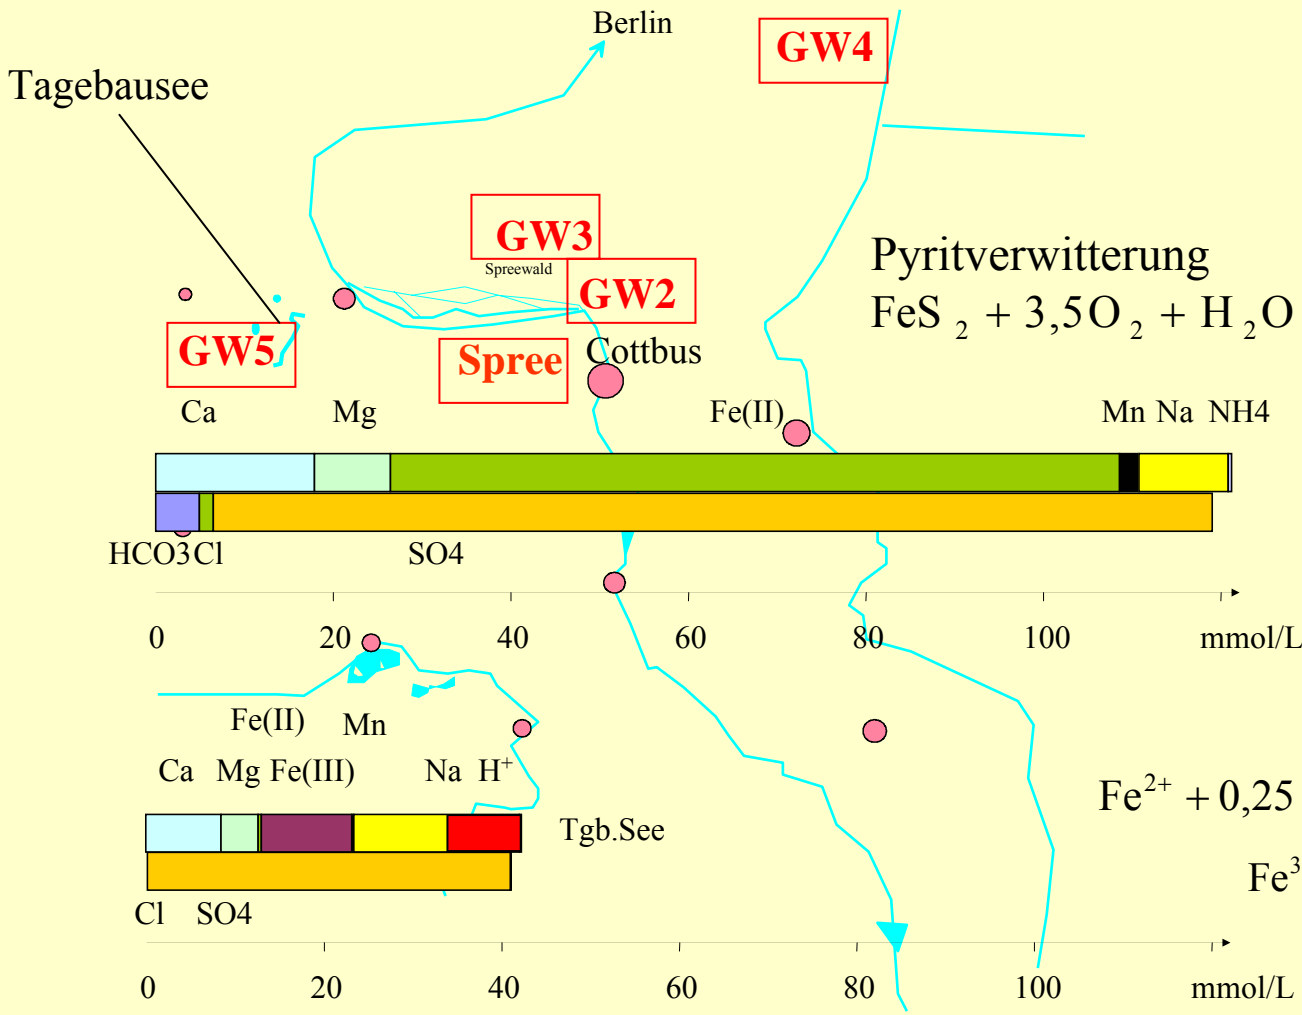 Berlin
GW4
Tagebausee
GW3
Spreewald
GW2
Pyritverwitterung
FeS 2 + 3,5O 2 + H 2O
GW5
Spree
Cottbus
Ca Mg Fe(II) Mn Na NH4
HCO3 Cl SO4
0 20 40 60 80 100 mmol/L
Fe(II) Mn
Ca Mg Fe(III) Na H+
Fe2+ + 0,25
Tgb.See
Fe3
Cl SO4
0 20 40 60 80 100 mmol/L